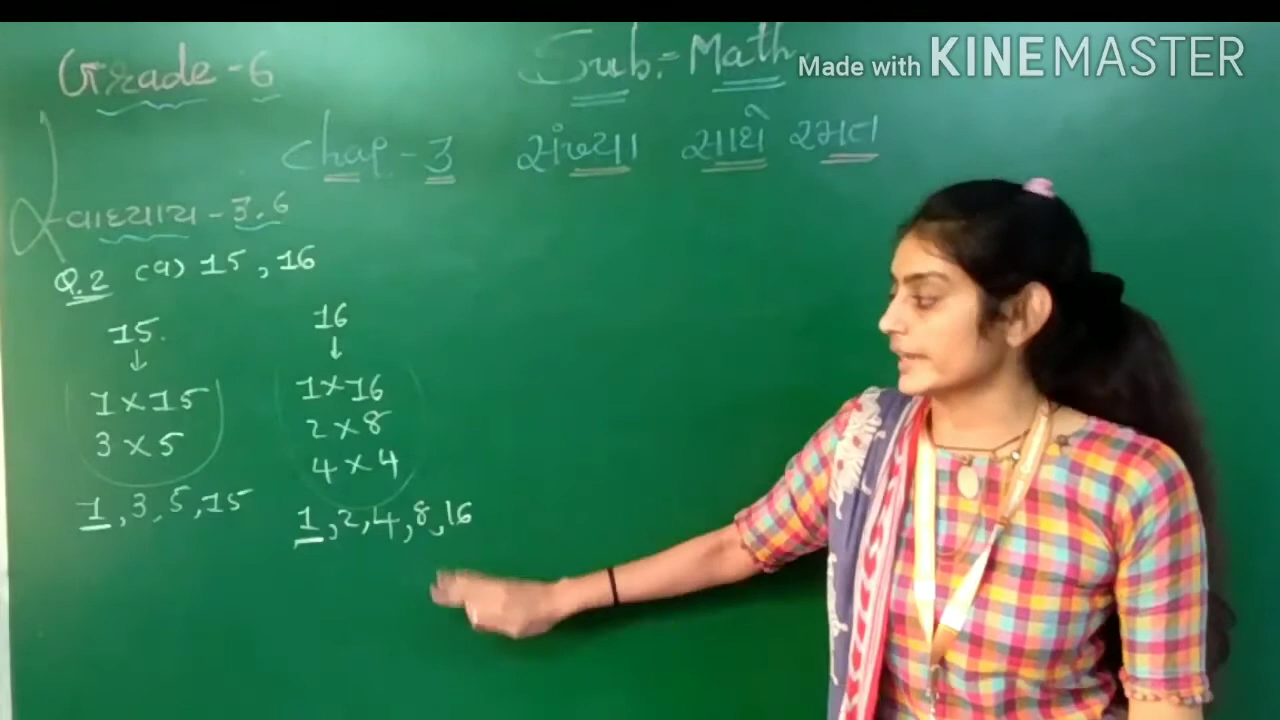 Grade - 6
Sub:- Math
Made with KINEMASTER
Chap - 3 સંખ્યા સાથે રમત
સ્વાધ્યાય - 3.6
Q.2 (a) 15, 16
15.
16
↓
↓
1 × 15
1 × 16
3 × 5
2 × 8
4 × 4
1, 3, 5, 15
1, 2, 4, 8, 16